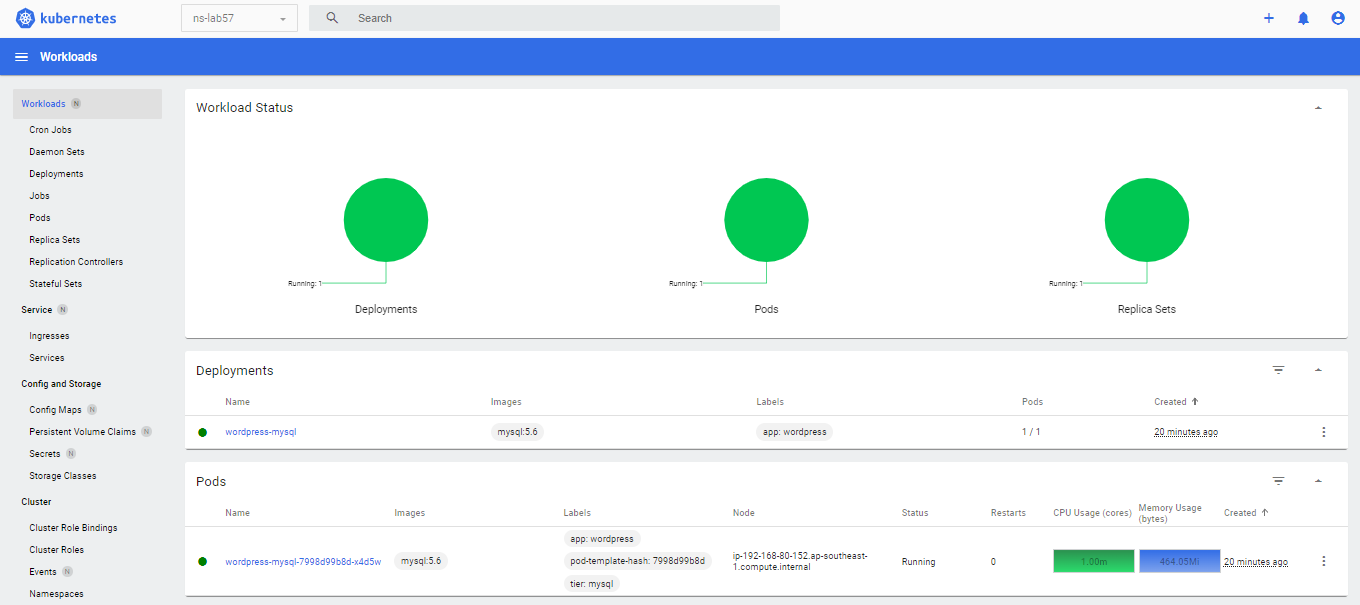 kubernetes
ns-lab57
Search
Workloads
Workloads N
Cron Jobs
Daemon Sets
Deployments
Jobs
Pods
Replica Sets
Replication Controllers
Stateful Sets
Service N
Ingresses
Services
Config and Storage
Config Maps N
Persistent Volume Claims N
Secrets N
Storage Classes
Cluster
Cluster Role Bindings
Cluster Roles
Events N
Namespaces
Workload Status
Running: 1
Deployments
Running: 1
Pods
Running: 1
Replica Sets
Deployments
Name Images Labels Pods Created
wordpress-mysql mysql:5.6 app: wordpress 1 / 1 20 minutes ago
Pods
Name Images Labels Node Status Restarts CPU Usage (cores) Memory Usage (bytes) Created
wordpress-mysql-7998d99b8d-x4d5w mysql:5.6
app: wordpress
pod-template-hash: 7998d99b8d
tier: mysql
ip-192-168-80-152.ap-southeast-
1.compute.internal
Running 0 1.00m 464.05Mi 20 minutes ago